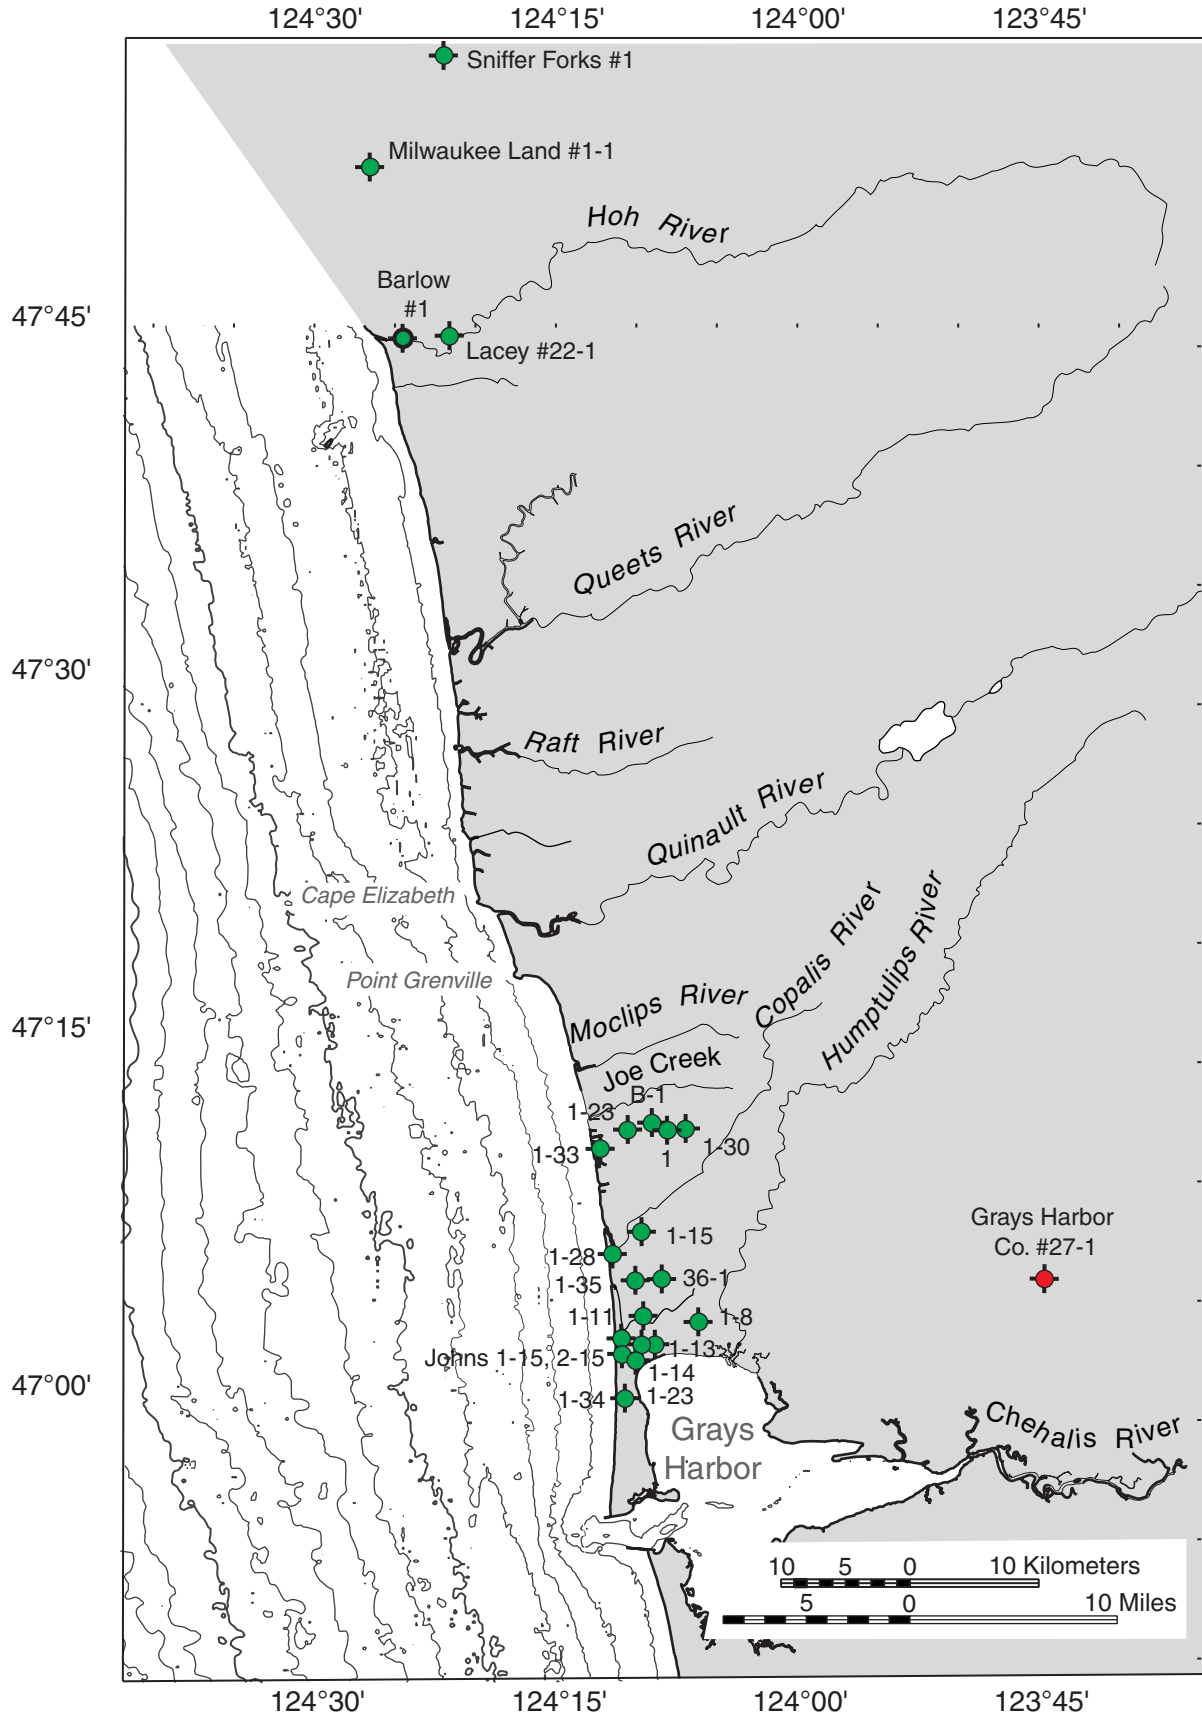 124°30' 124°15' 124°00' 123°45'
Sniffer Forks #1
Milwaukee Land #1-1
Hoh River
Barlow
#1
47°45'
Lacey #22-1
Queets River
47°30'
Raft River
Quinault River
Cape Elizabeth
Copalis River
Humptulips River
Point Grenville
Moclips River
47°15'
Joe Creek
B-1
1-23
1-33
1
1-30
Grays Harbor
Co. #27-1
1-15
1-28
1-35
36-1
1-11
1-8
1-13
Johns 1-15, 2-15
1-14
47°00'
1-34
1-23
Chehalis River
Grays
Harbor
10 5 0 10 Kilometers
5 0 10 Miles
124°30' 124°15' 124°00' 123°45'